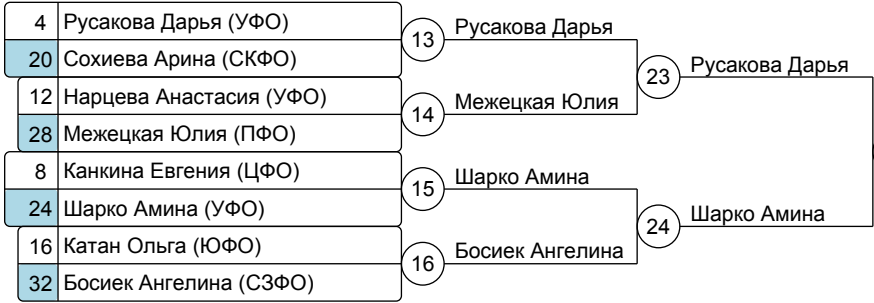 4 Русакова Дарья (УФО)
20 Сохиева Арина (СКФО)
13 Русакова Дарья
12 Нарцева Анастасия (УФО)
28 Межецкая Юлия (ПФО)
14 Межецкая Юлия
23 Русакова Дарья
8 Канкина Евгения (ЦФО)
24 Шарко Амина (УФО)
15 Шарко Амина
16 Катан Ольга (ЮФО)
32 Босиек Ангелина (СЗФО)
16 Босиек Ангелина
24 Шарко Амина